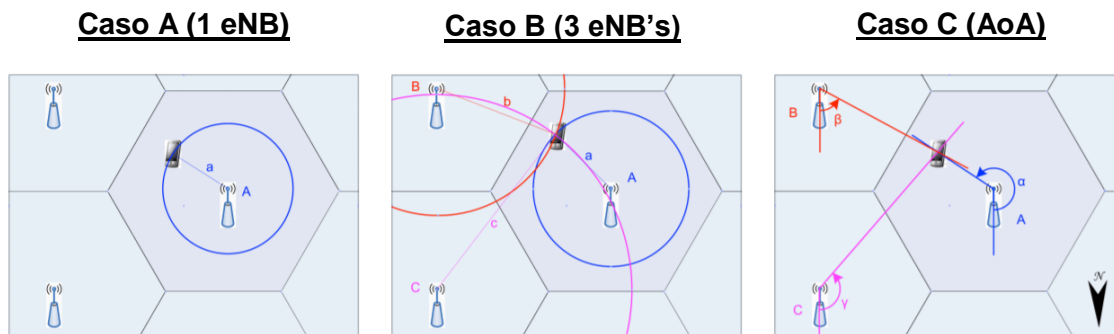 Caso A (1 eNB)
Caso B (3 eNB's)
Caso C (AoA)
a
A
B
b
a
A
c
C
B
β
α
A
C
γ
N